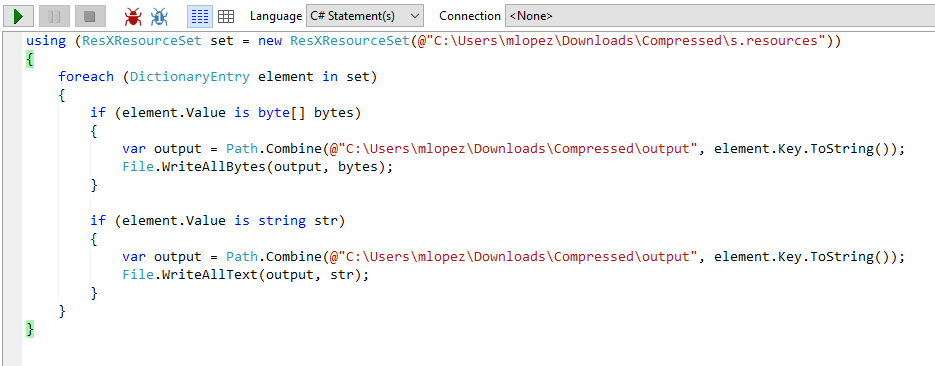 Language C# Statement(s) Connection <None>
using (ResXResourceSet set = new ResXResourceSet(@"C:\Users\mlopez\Downloads\Compressed\s.resources"))
{
    foreach (DictionaryEntry element in set)
    {
        if (element.Value is byte[] bytes)
        {
            var output = Path.Combine(@"C:\Users\mlopez\Downloads\Compressed\output", element.Key.ToString());
            File.WriteAllBytes(output, bytes);
        }

        if (element.Value is string str)
        {
            var output = Path.Combine(@"C:\Users\mlopez\Downloads\Compressed\output", element.Key.ToString());
            File.WriteAllText(output, str);
        }
    }
}